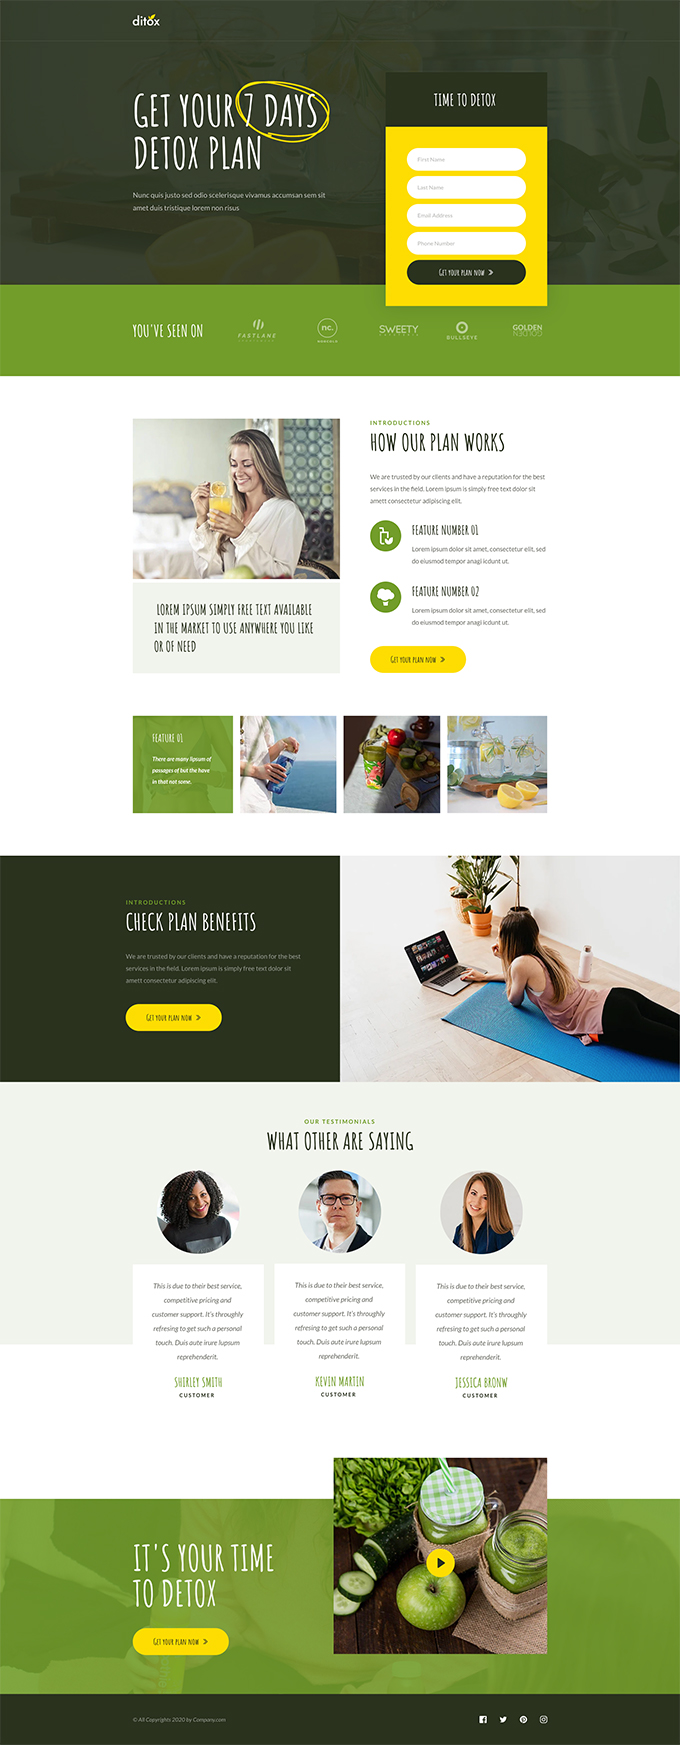 ditox
GET YOUR 7 DAYS
DETOX PLAN
Nunc quis justo sed odio scelerisque vivamus accumsan sem sit
amet duis tristique lorem non risus
TIME TO DETOX
First Name
Last Name
Email Address
Phone Number
GET YOUR PLAN NOW
YOU'VE SEEN ON
FASTLANE
nc.
SWEETY
BULLSEYE
GOLDEN
GOLDEN
INTRODUCTIONS
HOW OUR PLAN WORKS
We are trusted by our clients and have a reputation for the best
services in the field. Lorem ipsum is simply free text dolor sit
amett consectetur adipiscing elit.
FEATURE NUMBER 01
Lorem ipsum dolor sit amet, consectetur elit, sed
do eiusmod tempor anagi icdunt ut.
FEATURE NUMBER 02
Lorem ipsum dolor sit amet, consectetur elit, sed
do eiusmod tempor anagi icdunt ut.
GET YOUR PLAN NOW
LOREM IPSUM SIMPLY FREE TEXT AVAILABLE
IN THE MARKET TO USE ANYWHERE YOU LIKE
OR OF NEED
FEATURE 01
There are many lipsum of
passages of but the have
in that not some.
INTRODUCTIONS
CHECK PLAN BENEFITS
We are trusted by our clients and have a reputation for the best
services in the field. Lorem ipsum is simply free text dolor sit
amett consectetur adipiscing elit.
GET YOUR PLAN NOW
OUR TESTIMONIALS
WHAT OTHER ARE SAYING
This is due to their best service,
competitive pricing and
customer support. It's throughly
refresing to get such a personal
touch. Duis aute irure lupsum
reprehenderit.
SHIRLEY SMITH
CUSTOMER
This is due to their best service,
competitive pricing and
customer support. It's throughly
refresing to get such a personal
touch. Duis aute irure lupsum
reprehenderit.
KEVIN MARTIN
CUSTOMER
This is due to their best service,
competitive pricing and
customer support. It's throughly
refresing to get such a personal
touch. Duis aute irure lupsum
reprehenderit.
JESSICA BRONW
CUSTOMER
IT'S YOUR TIME
TO DETOX
GET YOUR PLAN NOW
© All Copyrights 2020 by Company.com